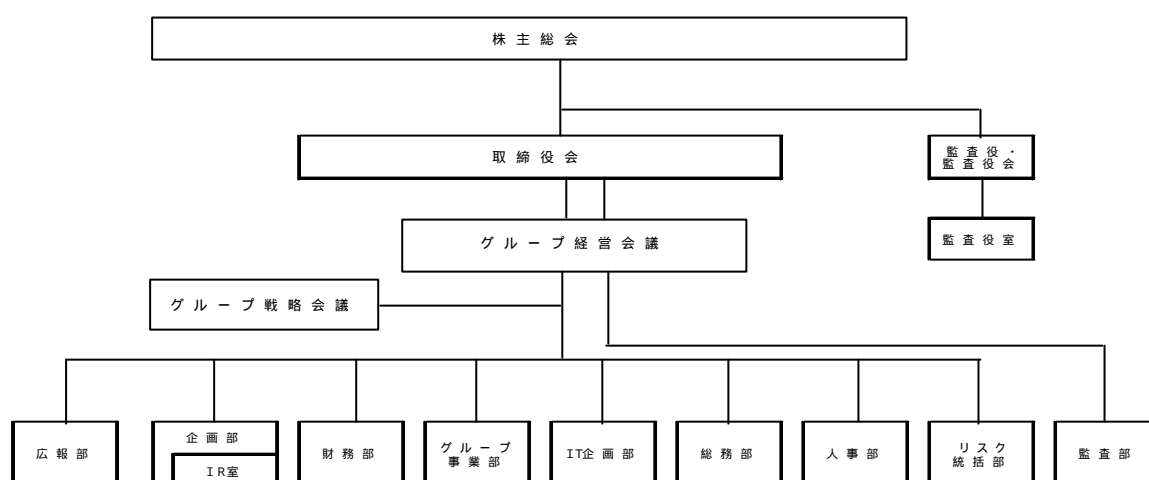 株主総会
取締役会
監査役・
監査役会
グループ経営会議
監査役室
グループ戦略会議
広報部
企画部
IR室
財務部
グループ
事業部
IT企画部
総務部
人事部
リスク
統括部
監査部